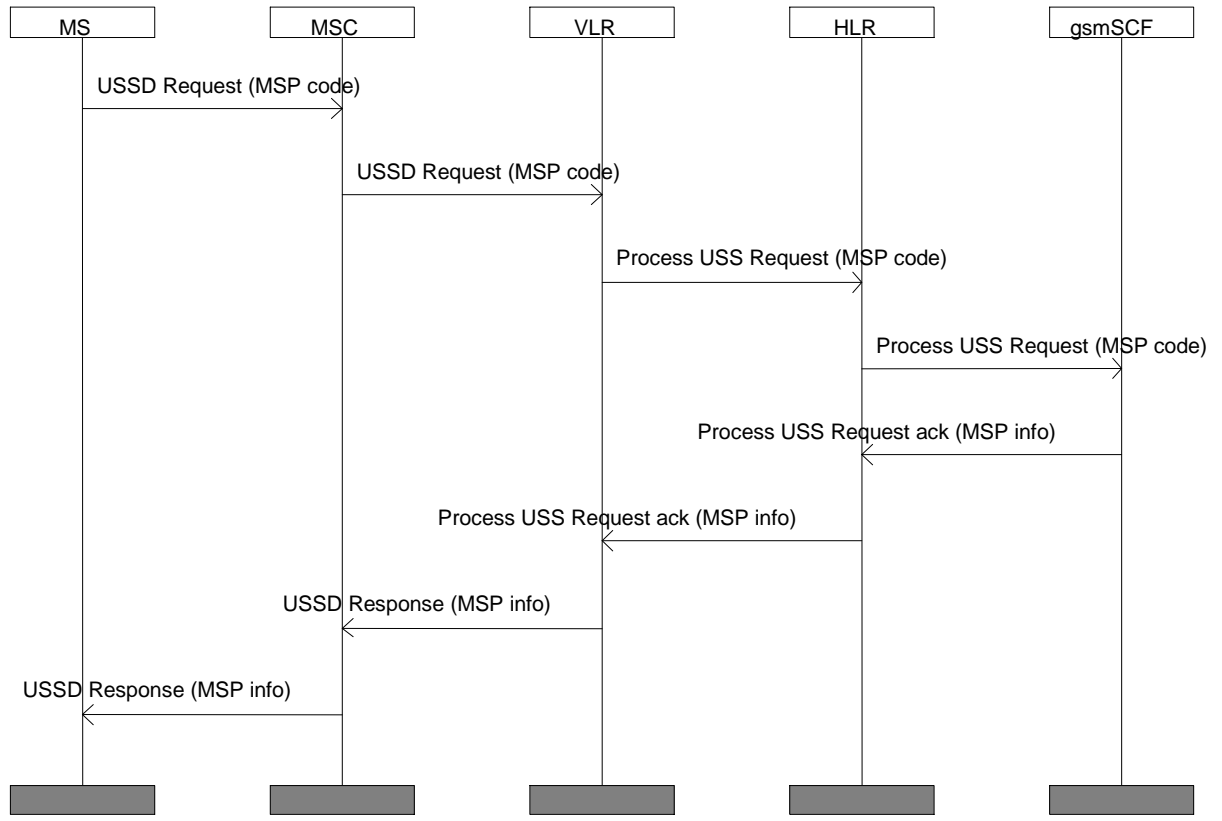 MS
MSC
VLR
HLR
gsmSCF
USSD Request (MSP code)
USSD Request (MSP code)
Process USS Request (MSP code)
Process USS Request (MSP code)
Process USS Request ack (MSP info)
Process USS Request ack (MSP info)
USSD Response (MSP info)
USSD Response (MSP info)